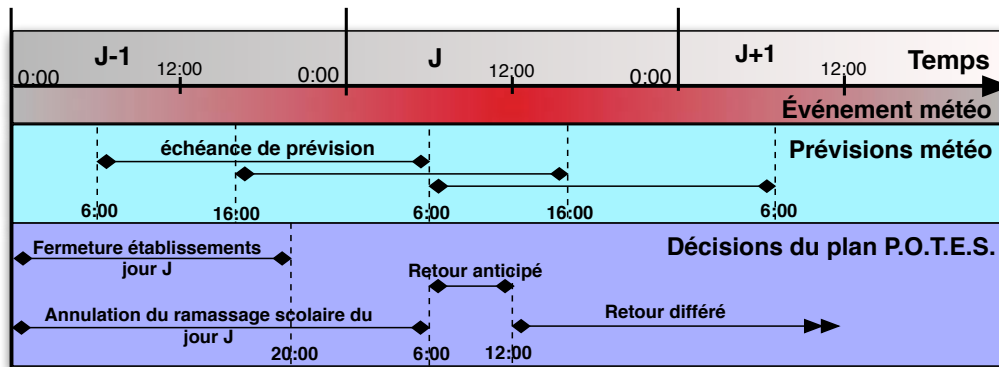 J-1 J J+1
0:00 12:00 0:00 12:00 0:00 12:00 Temps
Événement météo
échéance de prévision
Prévisions météo
6:00 16:00 6:00 16:00 6:00
Fermeture établissements
jour J
Décisions du plan P.O.T.E.S.
Retour anticipé
Annulation du ramassage scolaire du
jour J
Retour différé
20:00 6:00 12:00